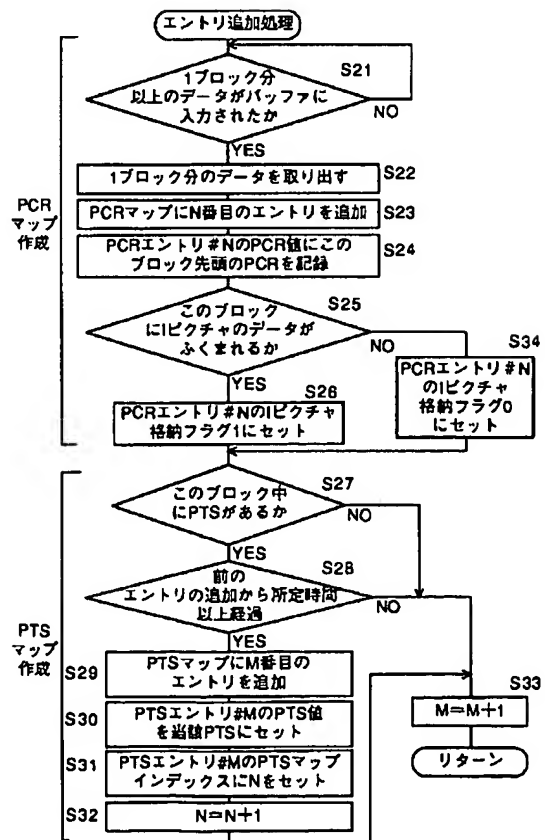 エントリ追加処理
S21
1ブロック分
以上のデータがバッファに
入力されたか
NO
YES
1ブロック分のデータを取り出す
S22
PCRマップにN番目のエントリを追加
S23
PCRエントリ#NのPCR値にこの
ブロック先頭のPCRを記録
S24
PCR
マップ
作成
S25
このブロック
にIピクチャのデータが
ふくまれるか
NO
YES
S34
PCRエントリ#N
のIピクチャ
格納フラグ0
にセット
S26
PCRエントリ#NのIピクチャ
格納フラグ1にセット
S27
このブロック中
にPTSがあるか
NO
YES
S28
前の
エントリの追加から所定時間
以上経過
NO
YES
PTS
マップ
作成
S29
PTSマップにM番目の
エントリを追加
S30
PTSエントリ#MのPTS値
を当該PTSにセット
S31
PTSエントリ#MのPTSマップ
インデックスにNをセット
S32
N=N+1
S33
M=M+1
リターン